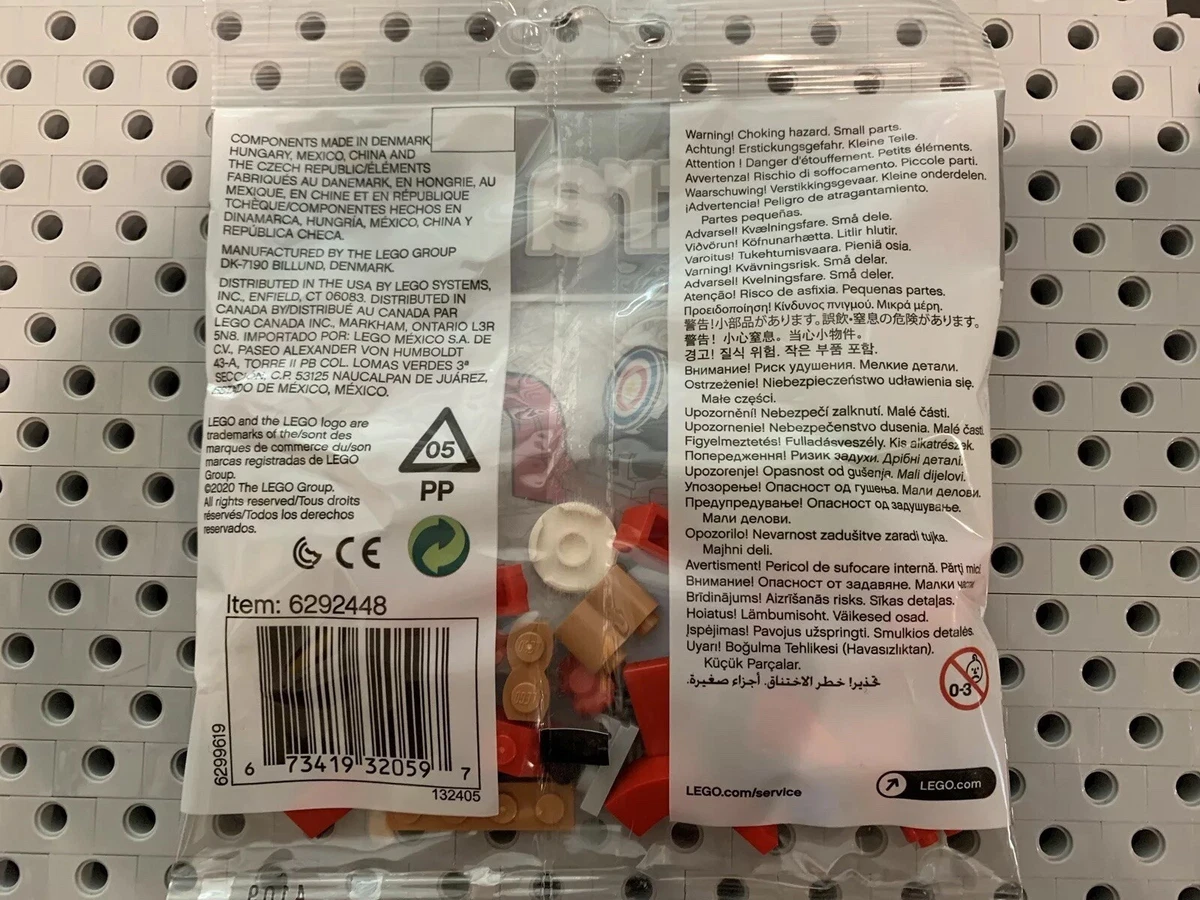 COMPONENTS MADE IN DENMARK
HUNGARY, MEXICO, CHINA AND
THE CZECH REPUBLIC/ÉLÉMENTS
FABRIQUÉS AU DANEMARK, EN HONGRIE, AU
MEXIQUE, EN CHINE ET EN RÉPUBLIQUE
TCHÈQUE/COMPONENTES HECHOS EN
DINAMARCA, HUNGRÍA, MÉXICO, CHINA Y
REPÚBLICA CHECA.
MANUFACTURED BY THE LEGO GROUP
DK-7190 BILLUND, DENMARK.
DISTRIBUTED IN THE USA BY LEGO SYSTEMS,
INC., ENFIELD, CT 06083. DISTRIBUTED IN
CANADA BY/DISTRIBUÉ AU CANADA PAR
LEGO CANADA INC., MARKHAM, ONTARIO L3R
5N8. IMPORTADO POR: LEGO MÉXICO S.A. DE
C.V., PASEO ALEXANDER VON HUMBOLDT
43-A, TORRE II PB COL. LOMAS VERDES 3ª
SECCIÓN, C.P. 53125 NAUCALPAN DE JUÁREZ,
ESTADO DE MEXICO, MÉXICO.
LEGO and the LEGO logo are
trademarks of the/sont des
marques de commerce du/son
marcas registradas de LEGO
Group.
©2020 The LEGO Group.
All rights reserved/Tous droits
réservés/Todos los derechos
reservados.
05
PP
CE
Item: 6292448
6299619
6 73419 32059 7
132405
Warning! Choking hazard. Small parts.
Achtung! Erstickungsgefahr. Kleine Teile.
Attention ! Danger d'étouffement. Petits éléments.
Avvertenza! Rischio di soffocamento. Piccole parti.
Waarschuwing! Verstikkingsgevaar. Kleine onderdelen.
¡Advertencia! Peligro de atragantamiento.
Partes pequeñas.
Advarsel! Kvælningsfare. Små dele.
Viðvörun! Köfnunarhætta. Litlir hlutir.
Varoitus! Tukehtumisvaara. Pieniä osia.
Varning! Kvävningsrisk. Små delar.
Advarsel! Kvelningsfare. Små deler.
Atenção! Risco de asfixia. Pequenas partes.
Προειδοποίηση! Κίνδυνος πνιγμού. Μικρά μέρη.
警告!小部品があります。誤飲・窒息の危険があります。
警告! 小心窒息。当心小物件。
경고! 질식 위험. 작은 부품 포함.
Внимание! Риск удушения. Мелкие детали.
Ostrzeżenie! Niebezpieczeństwo udławienia się.
Małe części.
Upozornění! Nebezpečí zalknutí. Malé části.
Upozornenie! Nebezpečenstvo dusenia. Malé časti.
Figyelmeztetés! Fulladásveszély. Kis alkatrészek.
Попередження! Ризик задухи. Дрібні деталі.
Upozorenje! Opasnost od gušenja. Mali dijelovi.
Упозорење! Опасност од гушења. Мали делови.
Предупредување! Опасност од задушување.
Мали делови.
Opozorilo! Nevarnost zadušitve zaradi tujka.
Majhni deli.
Avertisment! Pericol de sufocare internă. Părţi mici
Внимание! Опасност от задавяне. Малки части
Brīdinājums! Aizrīšanās risks. Sīkas detaļas.
Hoiatus! Lämbumisoht. Väikesed osad.
Įspėjimas! Pavojus užspringti. Smulkios detalės.
Uyarı! Boğulma Tehlikesi (Havasızlıktan).
Küçük Parçalar.
تحذير! خطر الاختناق. أجزاء صغيرة.
0-3
LEGO.com/service
LEGO.com